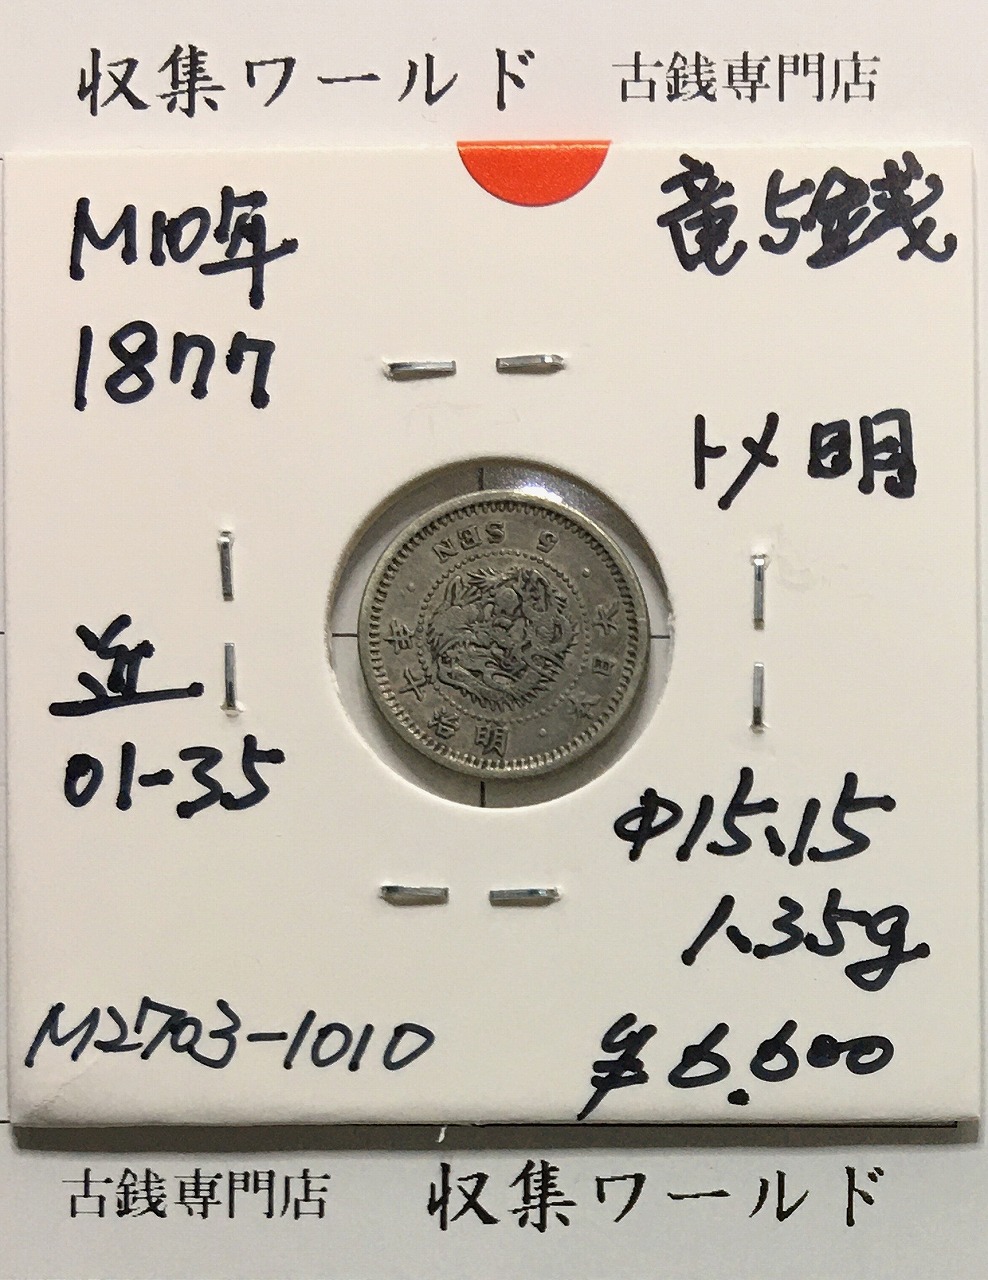 収集ワールド 古銭専門店
M10年
1877
竜5銭
トメ明
5 SEN
大日本・明治十年
並
01-35
Φ15.15
1.35g
M2703-1010
¥6.600
古銭専門店 収集ワールド